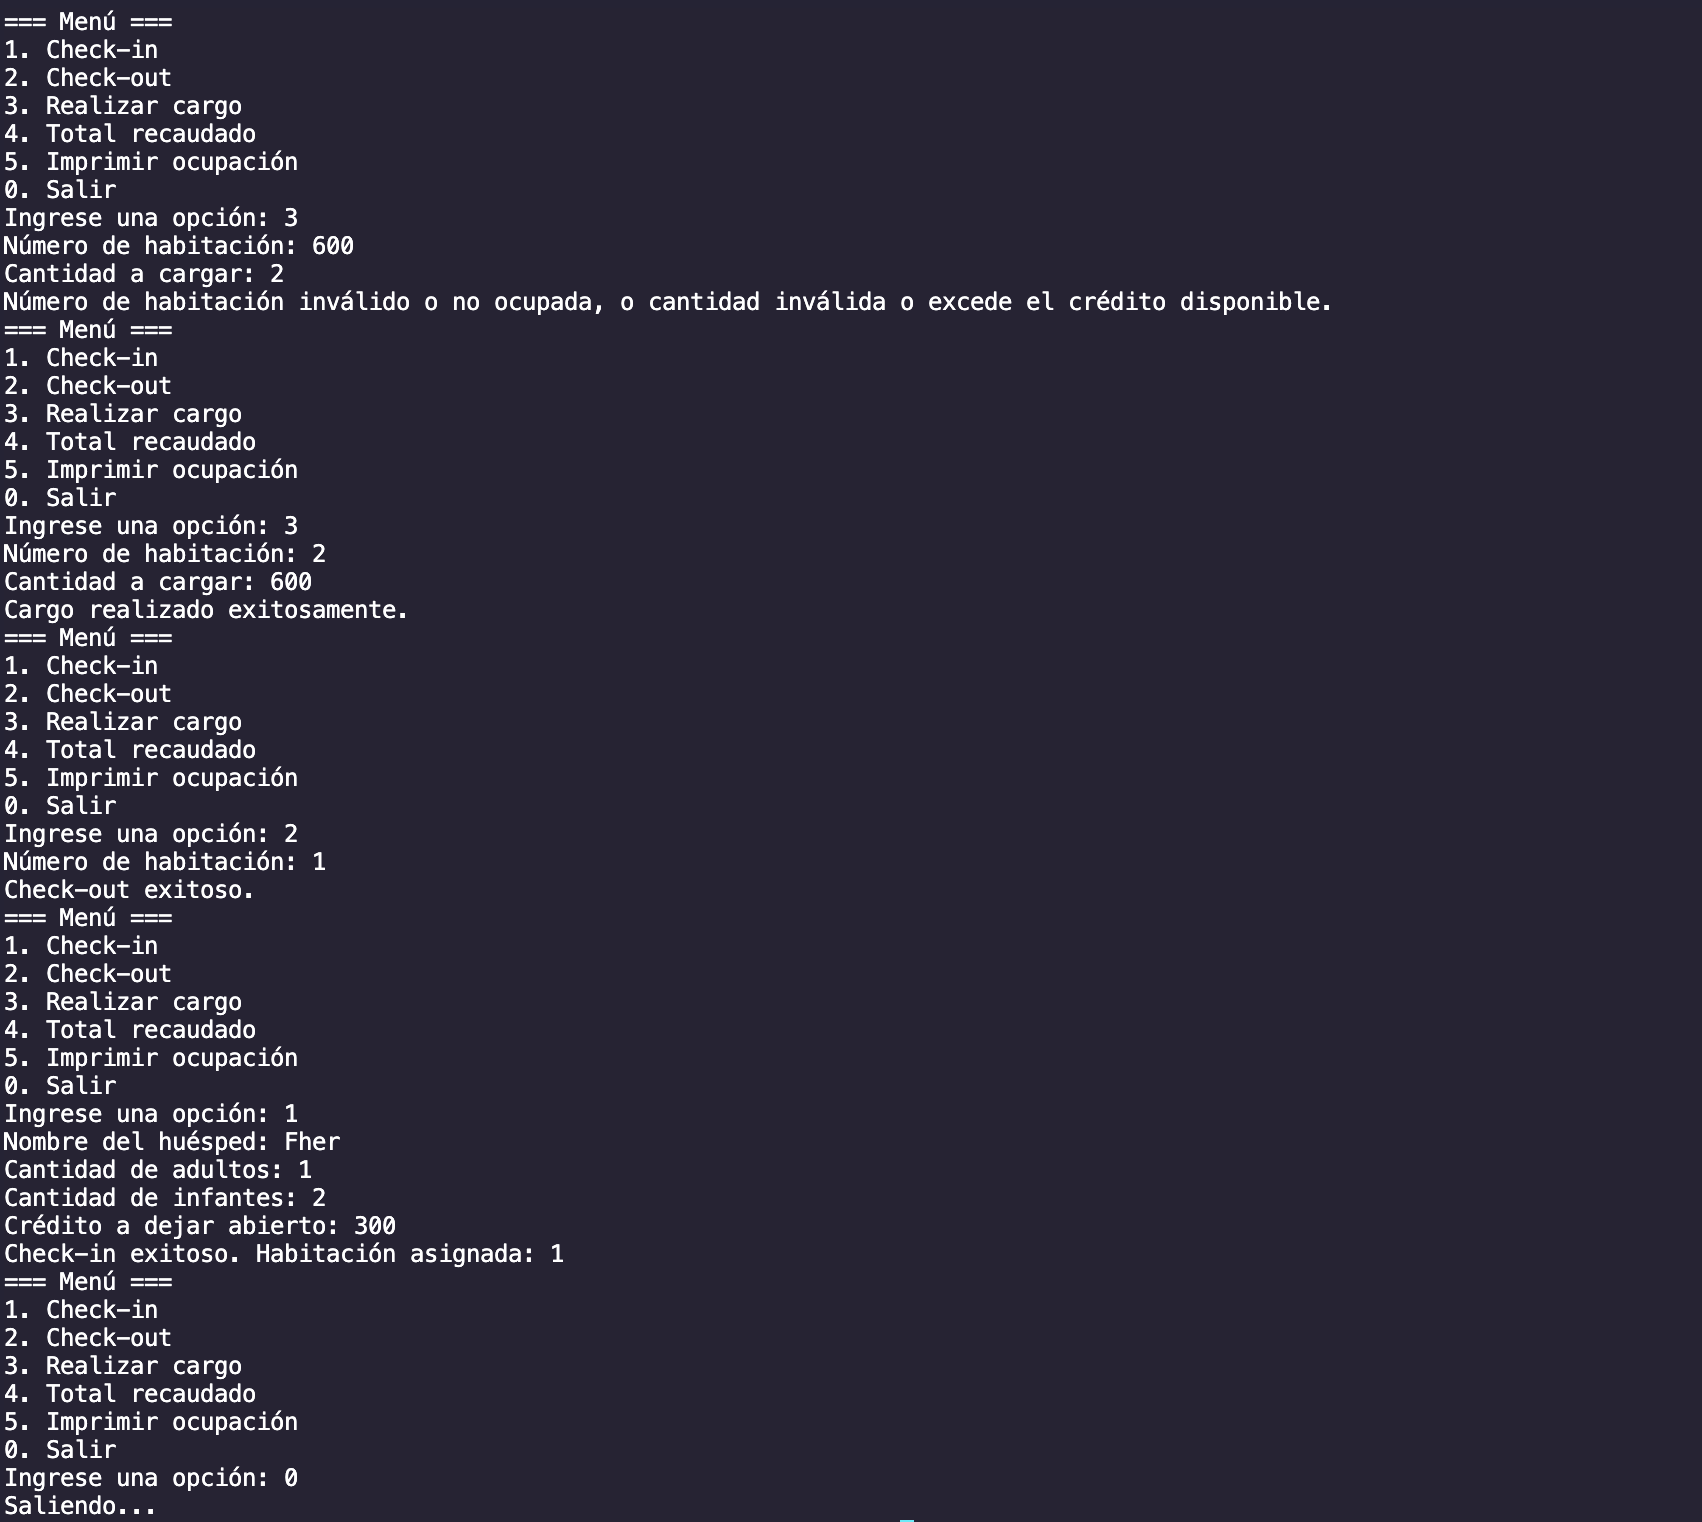 === Menú ===
1. Check-in
2. Check-out
3. Realizar cargo
4. Total recaudado
5. Imprimir ocupación
0. Salir
Ingrese una opción: 3
Número de habitación: 600
Cantidad a cargar: 2
Número de habitación inválido o no ocupada, o cantidad inválida o excede el crédito disponible.
=== Menú ===
1. Check-in
2. Check-out
3. Realizar cargo
4. Total recaudado
5. Imprimir ocupación
0. Salir
Ingrese una opción: 3
Número de habitación: 2
Cantidad a cargar: 600
Cargo realizado exitosamente.
=== Menú ===
1. Check-in
2. Check-out
3. Realizar cargo
4. Total recaudado
5. Imprimir ocupación
0. Salir
Ingrese una opción: 2
Número de habitación: 1
Check-out exitoso.
=== Menú ===
1. Check-in
2. Check-out
3. Realizar cargo
4. Total recaudado
5. Imprimir ocupación
0. Salir
Ingrese una opción: 1
Nombre del huésped: Fher
Cantidad de adultos: 1
Cantidad de infantes: 2
Crédito a dejar abierto: 300
Check-in exitoso. Habitación asignada: 1
=== Menú ===
1. Check-in
2. Check-out
3. Realizar cargo
4. Total recaudado
5. Imprimir ocupación
0. Salir
Ingrese una opción: 0
Saliendo...